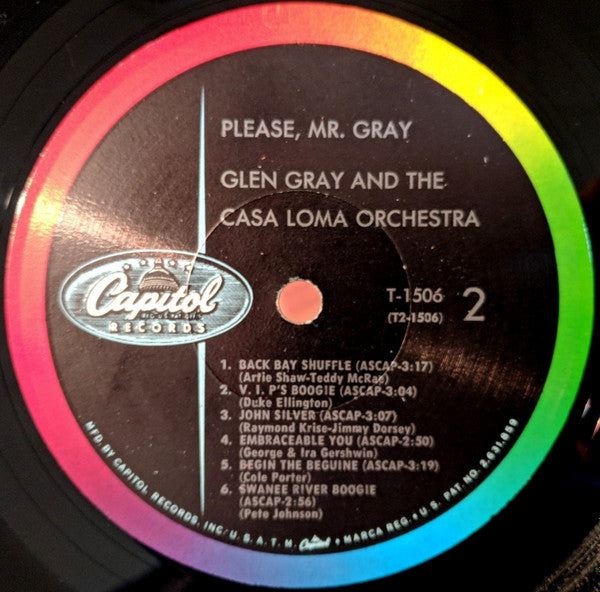 PLEASE, MR. GRAY
GLEN GRAY AND THE
CASA LOMA ORCHESTRA
Capitol
RECORDS
T-1506
(T2-1506)
2
1. BACK BAY SHUFFLE (ASCAP-3:17)
(Artie Shaw-Teddy McRae)
2. V. I. P'S BOOGIE (ASCAP-3:04)
(Duke Ellington)
3. JOHN SILVER (ASCAP-3:07)
(Raymond Krise-Jimmy Dorsey)
4. EMBRACEABLE YOU (ASCAP-2:50)
(George & Ira Gershwin)
5. BEGIN THE BEGUINE (ASCAP-3:19)
(Cole Porter)
6. SWANEE RIVER BOOGIE
(ASCAP-2:56)
(Pete Johnson)
MFD. BY CAPITOL RECORDS, INC. U.S.A. T.M. Capitol • MARCA REG. • U.S. PAT. NO. 2,631,859